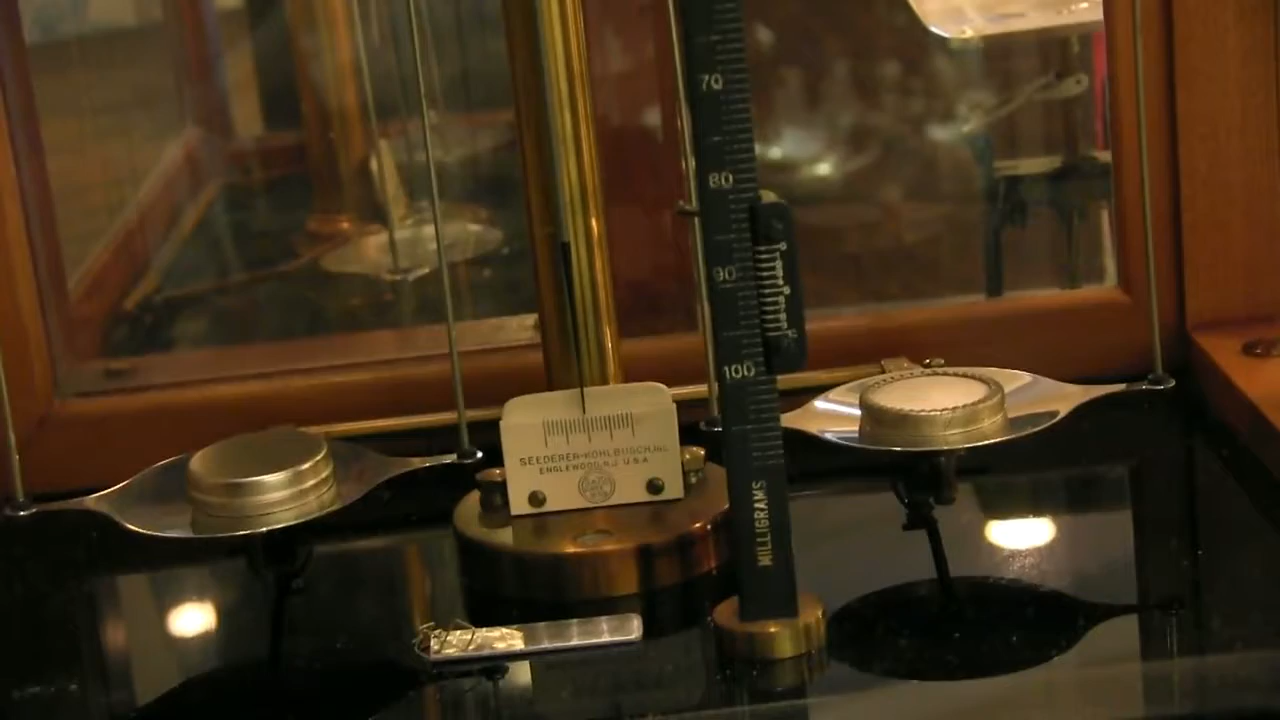 70
80
90
100
SEEDERER-KOHLBUSCH, INC.
ENGLEWOOD, N.J. U.S.A.
MILLIGRAMS